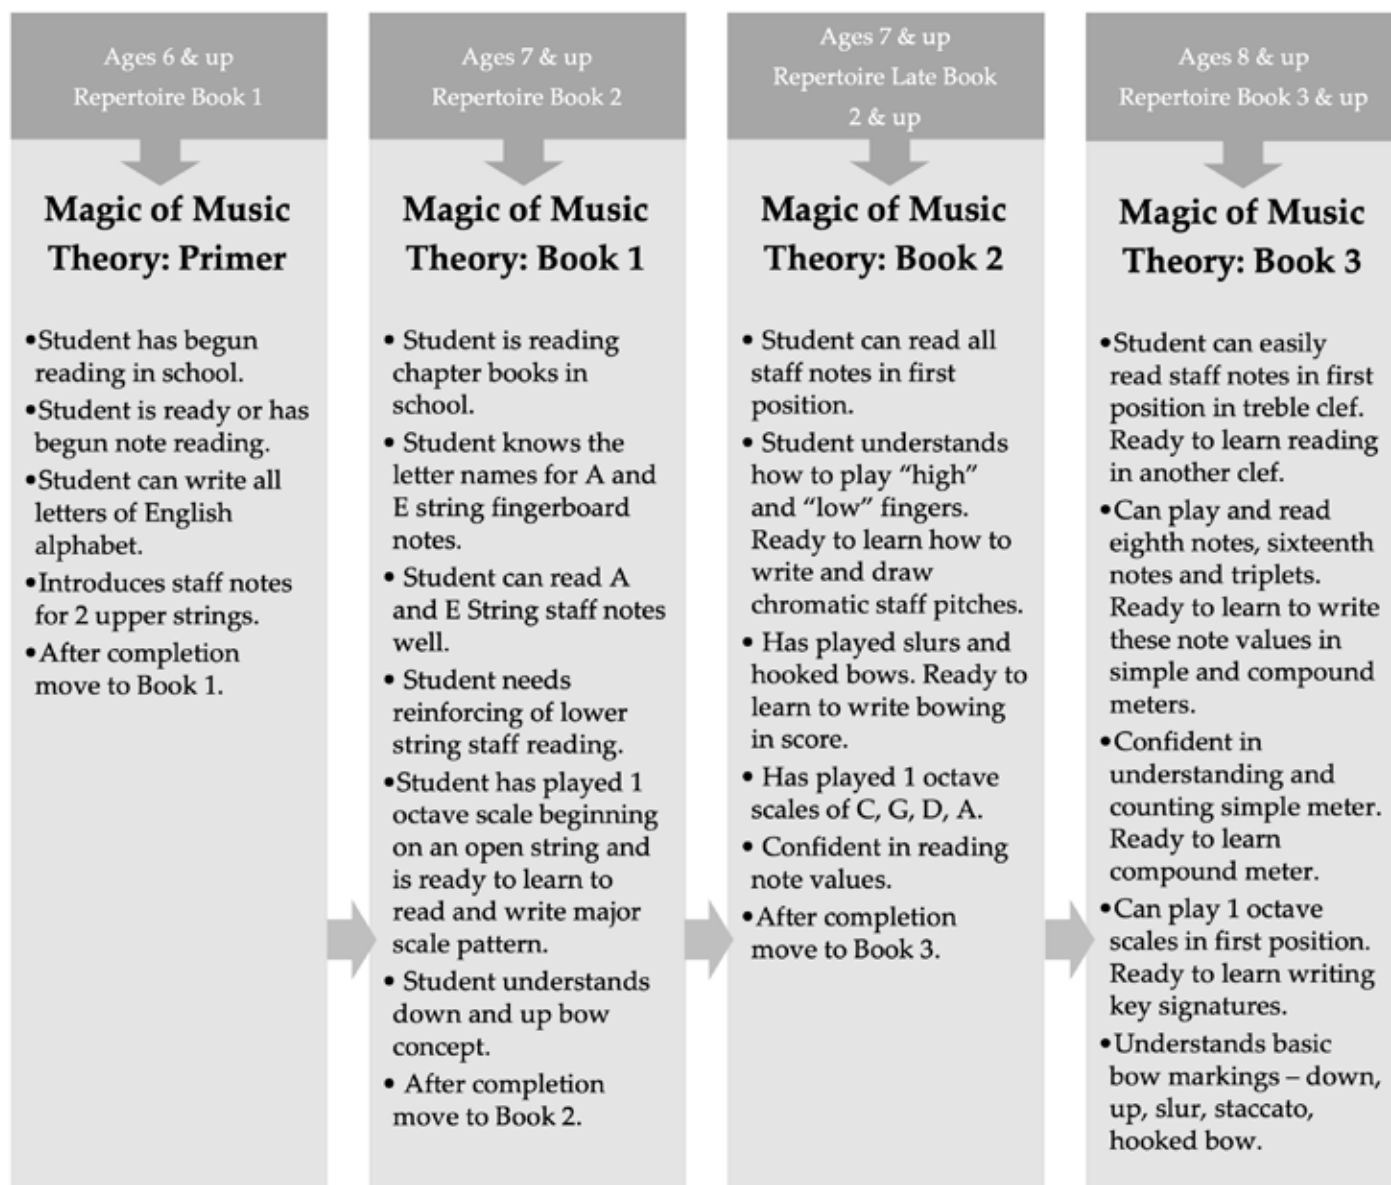 Ages 6 & up
Repertoire Book 1
Magic of Music
Theory: Primer
•Student has begun
reading in school.
•Student is ready or has
begun note reading.
•Student can write all
letters of English
alphabet.
•Introduces staff notes
for 2 upper strings.
•After completion
move to Book 1.
Ages 7 & up
Repertoire Book 2
Magic of Music
Theory: Book 1
• Student is reading
chapter books in
school.
• Student knows the
letter names for A and
E string fingerboard
notes.
• Student can read A
and E String staff notes
well.
• Student needs
reinforcing of lower
string staff reading.
•Student has played 1
octave scale beginning
on an open string and
is ready to learn to
read and write major
scale pattern.
• Student understands
down and up bow
concept.
• After completion
move to Book 2.
Ages 7 & up
Repertoire Late Book
2 & up
Magic of Music
Theory: Book 2
• Student can read all
staff notes in first
position.
• Student understands
how to play “high”
and “low” fingers.
Ready to learn how to
write and draw
chromatic staff pitches.
• Has played slurs and
hooked bows. Ready to
learn to write bowing
in score.
• Has played 1 octave
scales of C, G, D, A.
• Confident in reading
note values.
•After completion
move to Book 3.
Ages 8 & up
Repertoire Book 3 & up
Magic of Music
Theory: Book 3
•Student can easily
read staff notes in first
position in treble clef.
Ready to learn reading
in another clef.
•Can play and read
eighth notes, sixteenth
notes and triplets.
Ready to learn to write
these note values in
simple and compound
meters.
•Confident in
understanding and
counting simple meter.
Ready to learn
compound meter.
•Can play 1 octave
scales in first position.
Ready to learn writing
key signatures.
•Understands basic
bow markings – down,
up, slur, staccato,
hooked bow.